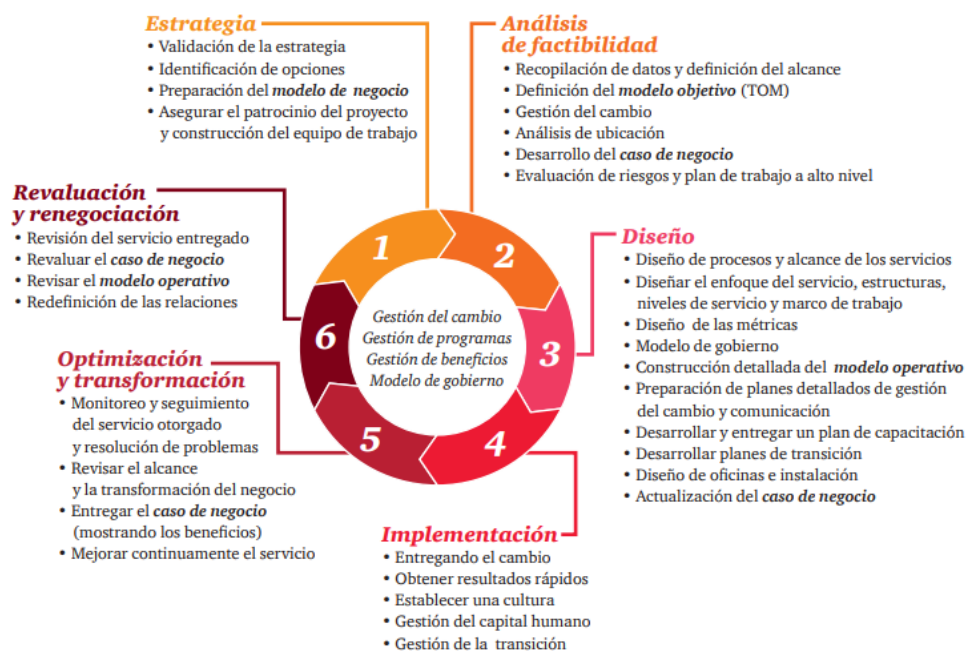 Estrategia
• Validación de la estrategia
• Identificación de opciones
• Preparación del modelo de negocio
• Asegurar el patrocinio del proyecto
y construcción del equipo de trabajo
Análisis
de factibilidad
• Recopilación de datos y definición del alcance
• Definición del modelo objetivo (TOM)
• Gestión del cambio
• Análisis de ubicación
• Desarrollo del caso de negocio
• Evaluación de riesgos y plan de trabajo a alto nivel
Diseño
• Diseño de procesos y alcance de los servicios
• Diseñar el enfoque del servicio, estructuras,
niveles de servicio y marco de trabajo
• Diseño de las métricas
• Modelo de gobierno
• Construcción detallada del modelo operativo
• Preparación de planes detallados de gestión
del cambio y comunicación
• Desarrollar y entregar un plan de capacitación
• Desarrollar planes de transición
• Diseño de oficinas e instalación
• Actualización del caso de negocio
Implementación
• Entregando el cambio
• Obtener resultados rápidos
• Establecer una cultura
• Gestión del capital humano
• Gestión de la transición
Optimización
y transformación
• Monitoreo y seguimiento
del servicio otorgado
y resolución de problemas
• Revisar el alcance
y la transformación del negocio
• Entregar el caso de negocio
(mostrando los beneficios)
• Mejorar continuamente el servicio
Revaluación
y renegociación
• Revisión del servicio entregado
• Revaluar el caso de negocio
• Revisar el modelo operativo
• Redefinición de las relaciones
1
2
3
4
5
6
Gestión del cambio
Gestión de programas
Gestión de beneficios
Modelo de gobierno